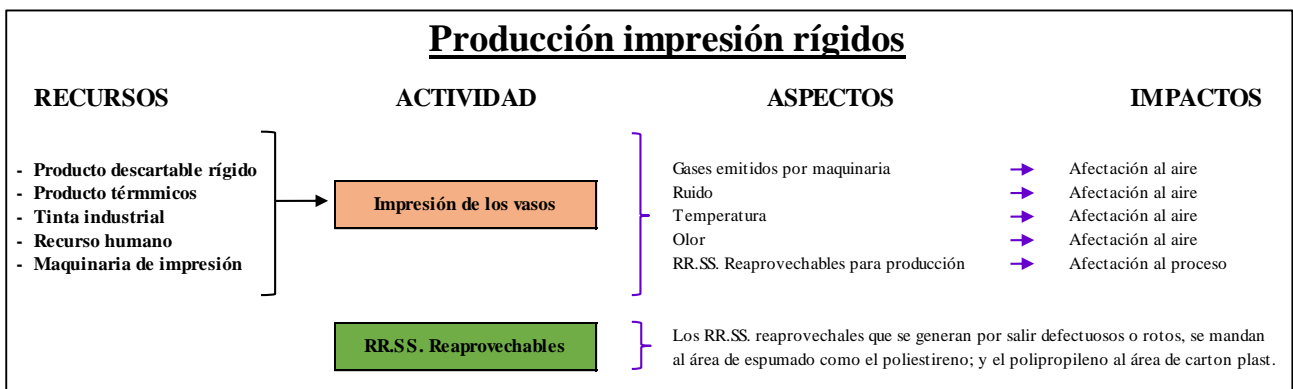 Producción impresión rígidos
RECURSOS ACTIVIDAD ASPECTOS IMPACTOS
- Producto descartable rígido
- Producto térmmicos
- Tinta industrial
- Recurso humano
- Maquinaria de impresión
Impresión de los vasos
Gases emitidos por maquinaria Afectación al aire
Ruido Afectación al aire
Temperatura Afectación al aire
Olor Afectación al aire
RR.SS. Reaprovechables para producción Afectación al proceso
RR.SS. Reaprovechables
Los RR.SS. reaprovechales que se generan por salir defectuosos o rotos, se mandan
al área de espumado como el poliestireno; y el polipropileno al área de carton plast.